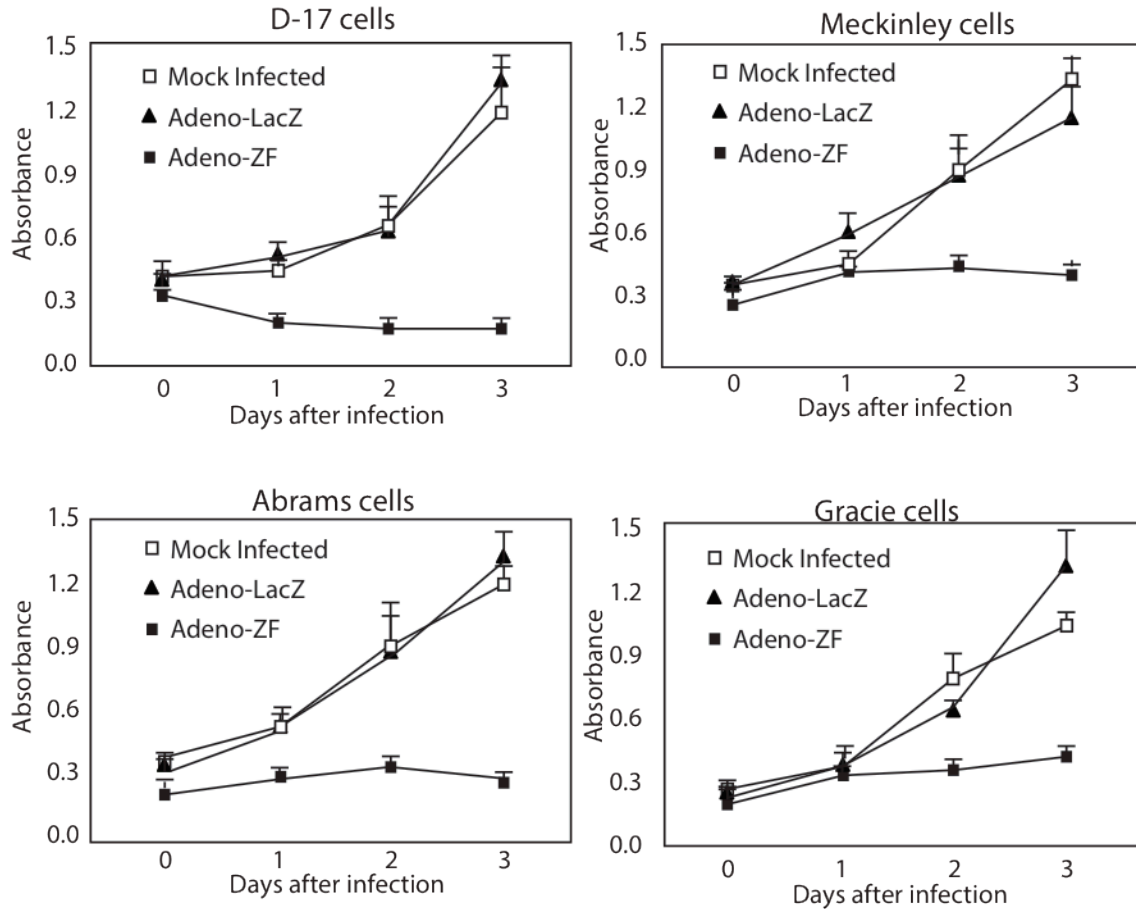 D-17 cells
1.5
1.2
0.9
0.6
0.3
0.0
Absorbance
Mock Infected
Adeno-LacZ
Adeno-ZF
0 1 2 3
Days after infection
Meckinley cells
1.5
1.2
0.9
0.6
0.3
0.0
Absorbance
Mock Infected
Adeno-LacZ
Adeno-ZF
0 1 2 3
Days after infection
Abrams cells
1.5
1.2
0.9
0.6
0.3
0.0
Absorbance
Mock Infected
Adeno-LacZ
Adeno-ZF
0 1 2 3
Days after infection
Gracie cells
1.5
1.2
0.9
0.6
0.3
0.0
Absorbance
Mock Infected
Adeno-LacZ
Adeno-ZF
0 1 2 3
Days after infection